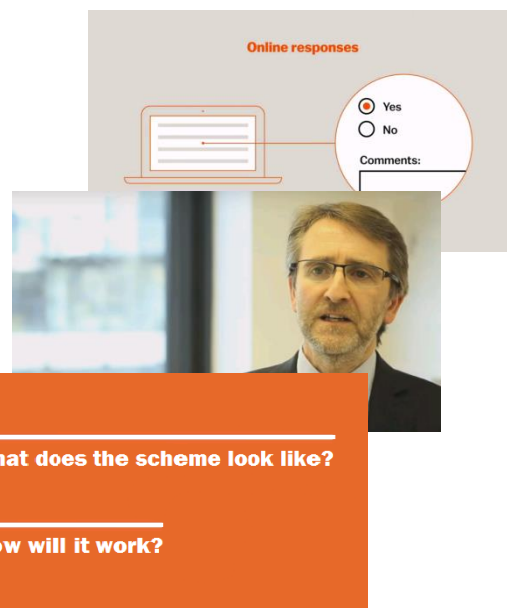 Online responses
Yes
No
Comments:
hat does the scheme look like?
ow will it work?